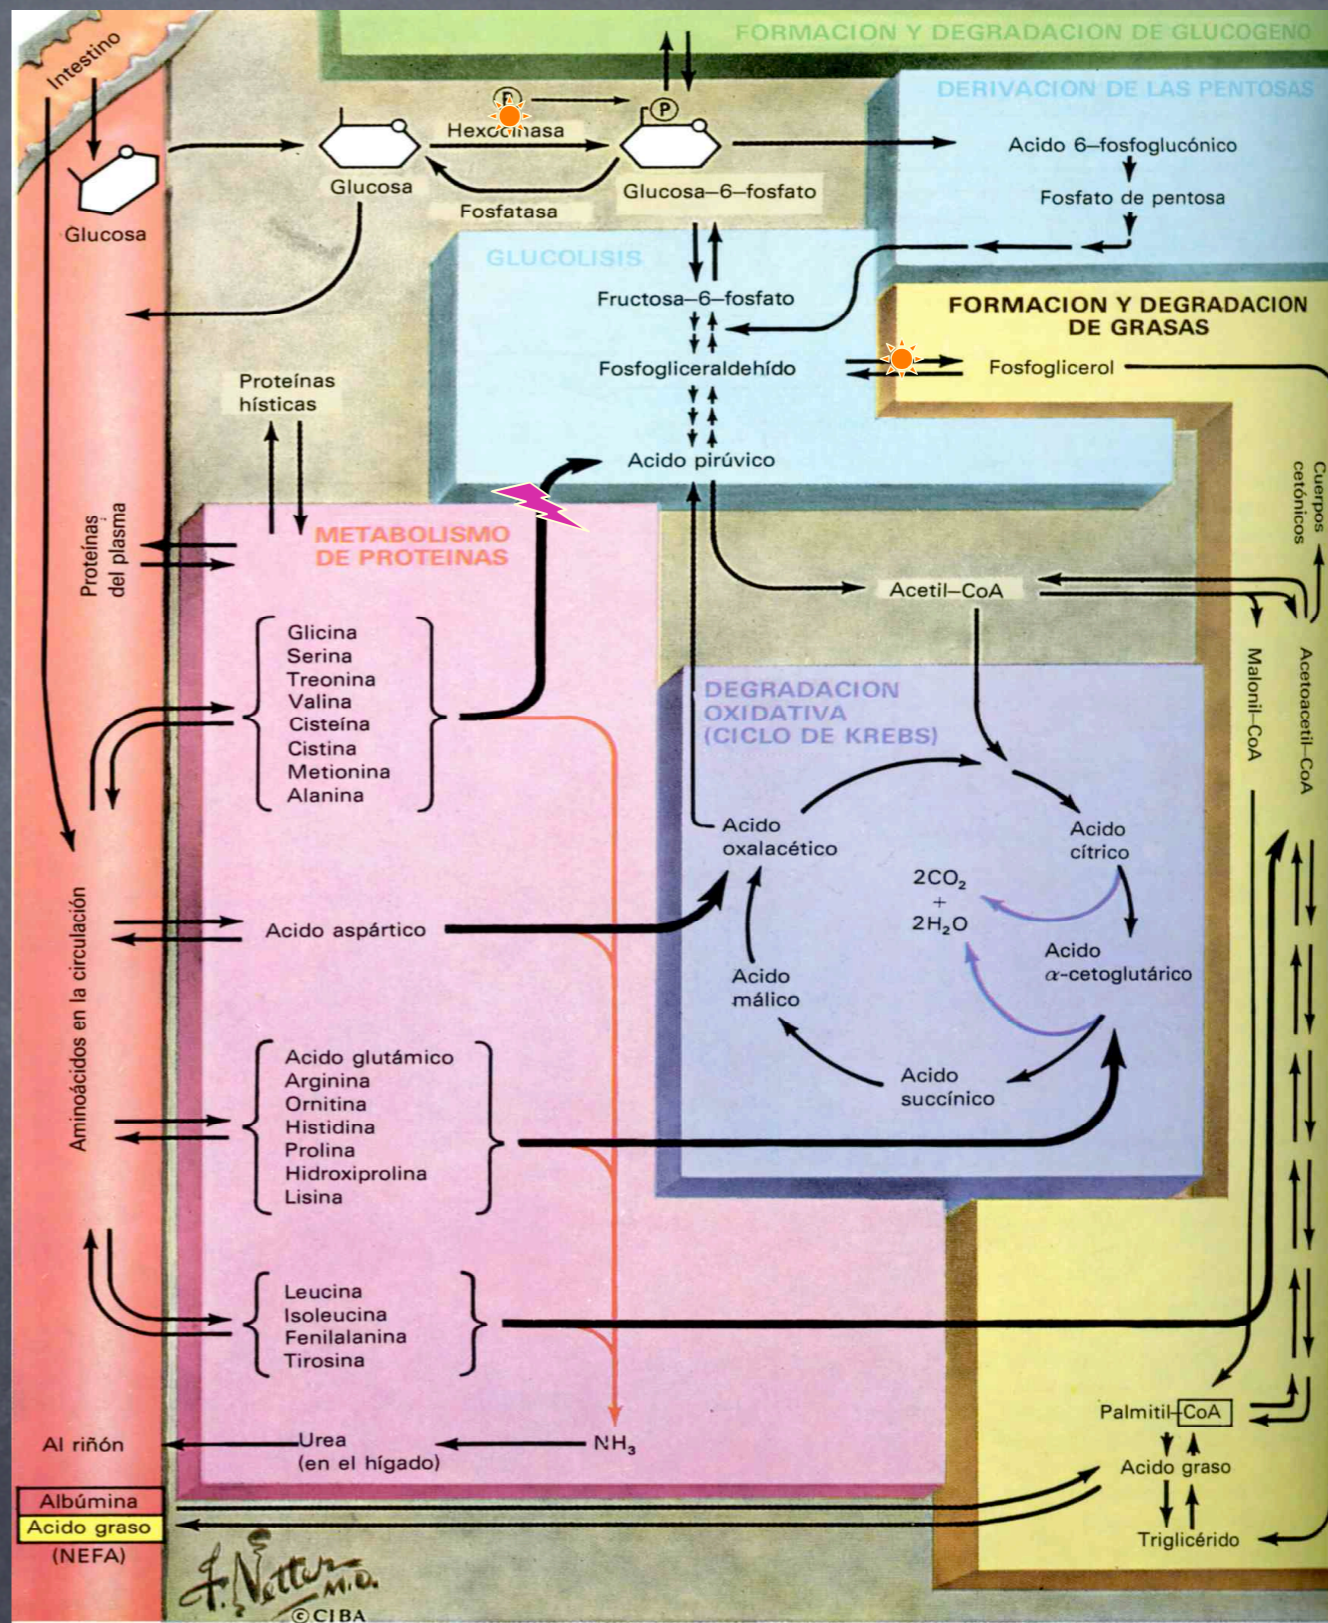 FORMACION Y DEGRADACION DE GLUCOGENO
Intestino
DERIVACION DE LAS PENTOSAS
P
P
Hexocinasa
Acido 6-fosfoglucónico
Glucosa
Glucosa-6-fosfato
Fosfato de pentosa
Fosfatasa
Glucosa
GLUCOLISIS
Fructosa-6-fosfato
FORMACION Y DEGRADACION
DE GRASAS
Fosfogliceraldehído
Fosfoglicerol
Proteínas
hísticas
Acido pirúvico
Cuerpos
cetónicos
Proteínas
del plasma
METABOLISMO
DE PROTEINAS
Acetil-CoA
Glicina
Serina
Treonina
Valina
Cisteína
Cistina
Metionina
Alanina
Malonil-CoA
Acetoacetil-CoA
DEGRADACION
OXIDATIVA
(CICLO DE KREBS)
Acido
oxalacético
Acido
cítrico
2CO₂
+
2H₂O
Aminoácidos en la circulación
Acido aspártico
Acido
α-cetoglutárico
Acido
málico
Acido
succínico
Acido glutámico
Arginina
Ornitina
Histidina
Prolina
Hidroxiprolina
Lisina
Leucina
Isoleucina
Fenilalanina
Tirosina
Palmitil-CoA
Al riñón
Urea
(en el hígado)
NH₃
Acido graso
Albúmina
Acido graso
(NEFA)
Triglicérido
F. Netter
M.D.
© CIBA